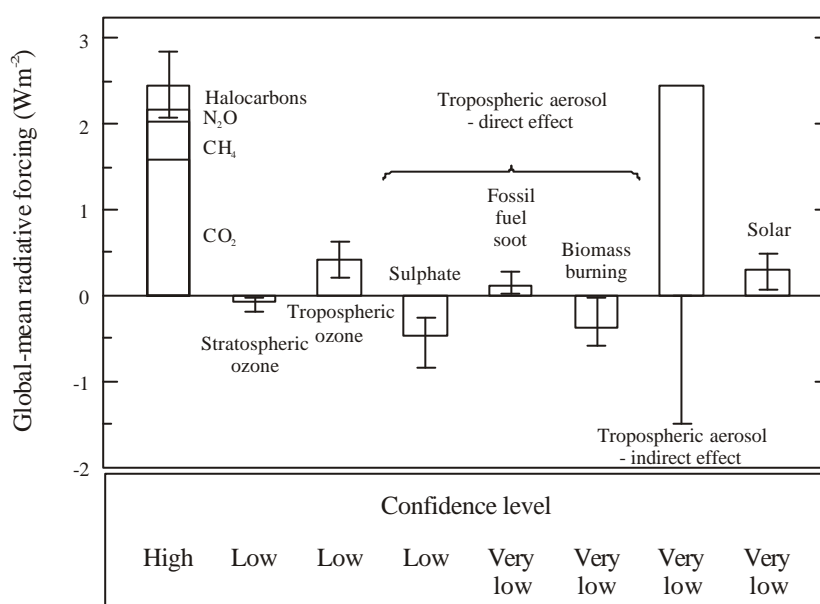 Global-mean radiative forcing (Wm⁻²)
3
2
1
0
-1
-2
Halocarbons
N₂O
CH₄
CO₂
Stratospheric
ozone
Tropospheric
ozone
Tropospheric aerosol
- direct effect
Sulphate
Fossil
fuel
soot
Biomass
burning
Tropospheric aerosol
- indirect effect
Solar
Confidence level
High
Low
Low
Low
Very
low
Very
low
Very
low
Very
low